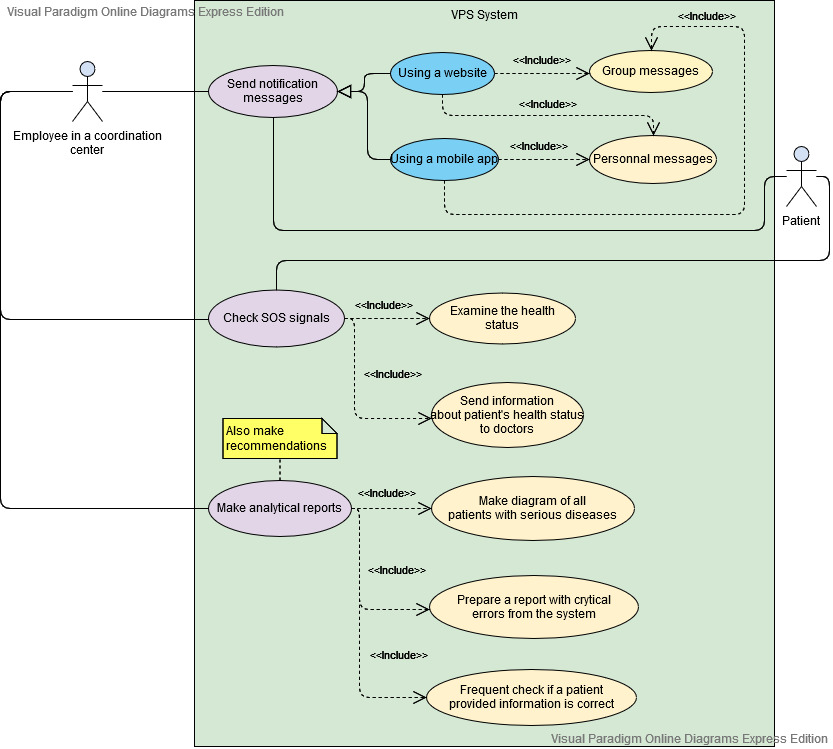 Visual Paradigm Online Diagrams Express Edition
VPS System
<<Include>>
Employee in a coordination
center
Send notification
messages
Using a website
<<Include>>
Group messages
<<Include>>
Using a mobile app
<<Include>>
Personnal messages
Patient
Check SOS signals
<<Include>>
Examine the health
status
<<Include>>
Send information
about patient's health status
to doctors
Also make
recommendations
Make analytical reports
<<Include>>
Make diagram of all
patients with serious diseases
<<Include>>
Prepare a report with crytical
errors from the system
<<Include>>
Frequent check if a patient
provided information is correct
Visual Paradigm Online Diagrams Express Edition